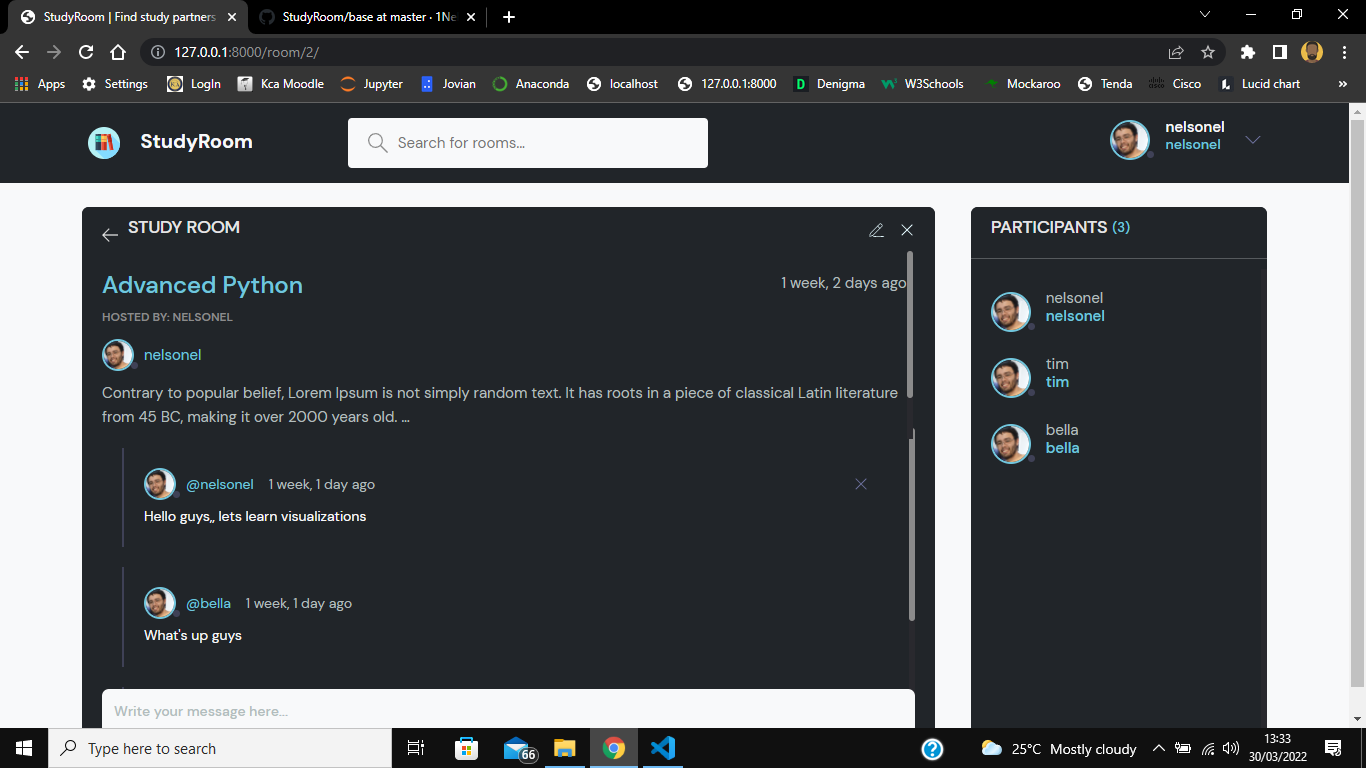 StudyRoom | Find study partners
StudyRoom/base at master · 1Ne
127.0.0.1:8000/room/2/
Apps Settings LogIn Kca Moodle Jupyter Jovian Anaconda localhost 127.0.0.1:8000 Denigma W3Schools Mockaroo Tenda Cisco Lucid chart »
StudyRoom
Search for rooms...
nelsonel
nelsonel
STUDY ROOM
Advanced Python
1 week, 2 days ago
HOSTED BY: NELSONEL
nelsonel
Contrary to popular belief, Lorem Ipsum is not simply random text. It has roots in a piece of classical Latin literature
from 45 BC, making it over 2000 years old. ...
@nelsonel 1 week, 1 day ago
Hello guys,, lets learn visualizations
@bella 1 week, 1 day ago
What's up guys
Write your message here...
PARTICIPANTS (3)
nelsonel
nelsonel
tim
tim
bella
bella
Type here to search
66
25°C Mostly cloudy
13:33
30/03/2022